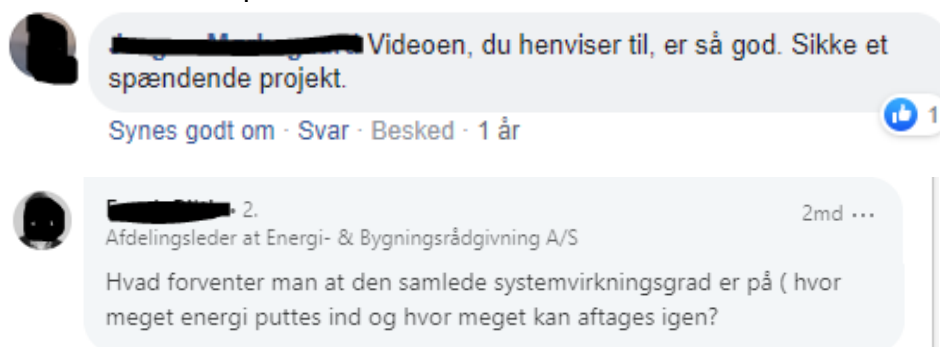 Videoen, du henviser til, er så god. Sikke et
spændende projekt.
Synes godt om · Svar · Besked · 1 år
1
• 2.
2md ···
Afdelingsleder at Energi- & Bygningsrådgivning A/S
Hvad forventer man at den samlede systemvirkningsgrad er på ( hvor
meget energi puttes ind og hvor meget kan aftages igen?